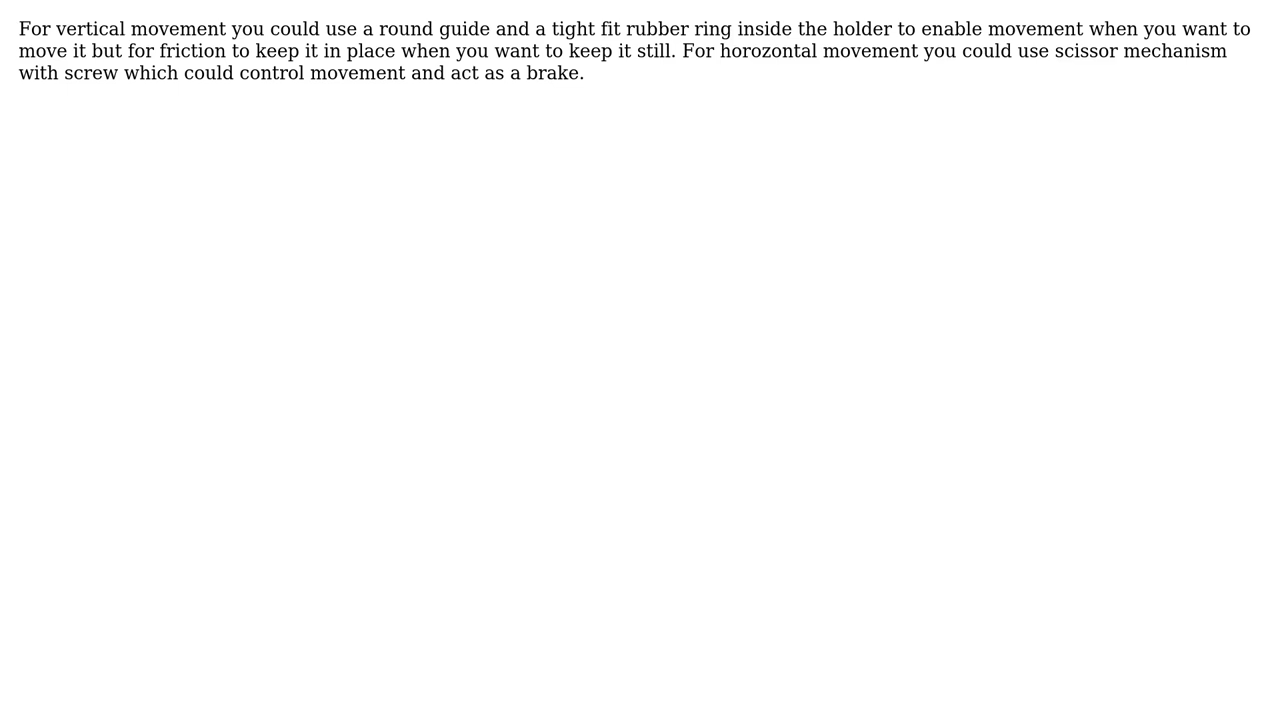 For vertical movement you could use a round guide and a tight fit rubber ring inside the holder to enable movement when you want to
move it but for friction to keep it in place when you want to keep it still. For horozontal movement you could use scissor mechanism
with screw which could control movement and act as a brake.